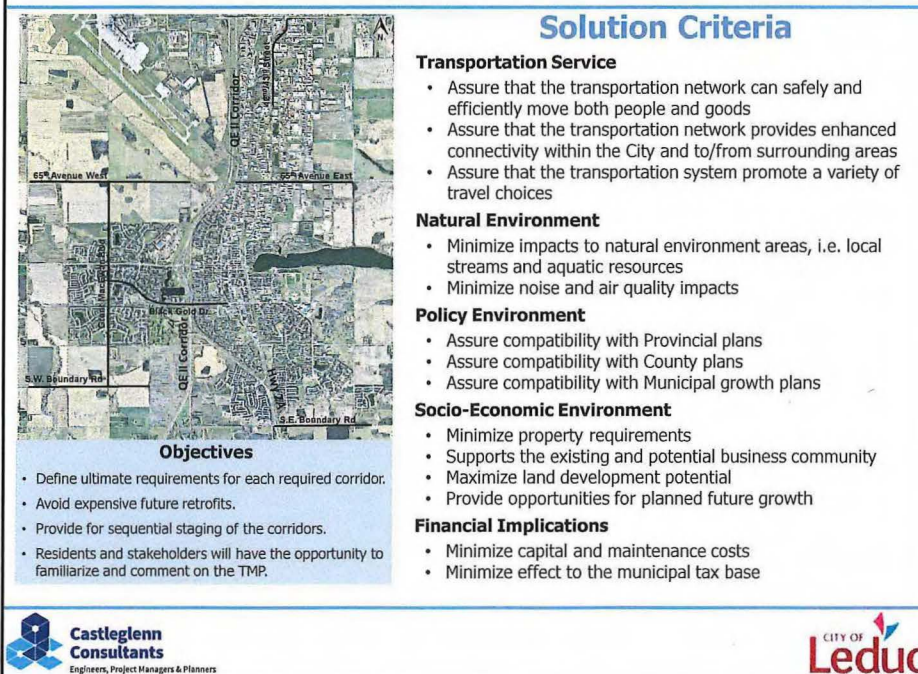 Solution Criteria
Transportation Service
• Assure that the transportation network can safely and
efficiently move both people and goods
• Assure that the transportation network provides enhanced
connectivity within the City and to/from surrounding areas
• Assure that the transportation system promote a variety of
travel choices
Natural Environment
• Minimize impacts to natural environment areas, i.e. local
streams and aquatic resources
• Minimize noise and air quality impacts
Policy Environment
• Assure compatibility with Provincial plans
• Assure compatibility with County plans
• Assure compatibility with Municipal growth plans
Socio-Economic Environment
• Minimize property requirements
• Supports the existing and potential business community
• Maximize land development potential
• Provide opportunities for planned future growth
Financial Implications
• Minimize capital and maintenance costs
• Minimize effect to the municipal tax base
QE II Corridor
65th Avenue West
65th Avenue East
Black Gold Dr.
QEII Corridor
HWY 2A
S.W. Boundary Rd
S.E. Boundary Rd
Objectives
• Define ultimate requirements for each required corridor.
• Avoid expensive future retrofits.
• Provide for sequential staging of the corridors.
• Residents and stakeholders will have the opportunity to
familiarize and comment on the TMP.
Castleglenn
Consultants
Engineers, Project Managers & Planners
CITY OF
Leduc